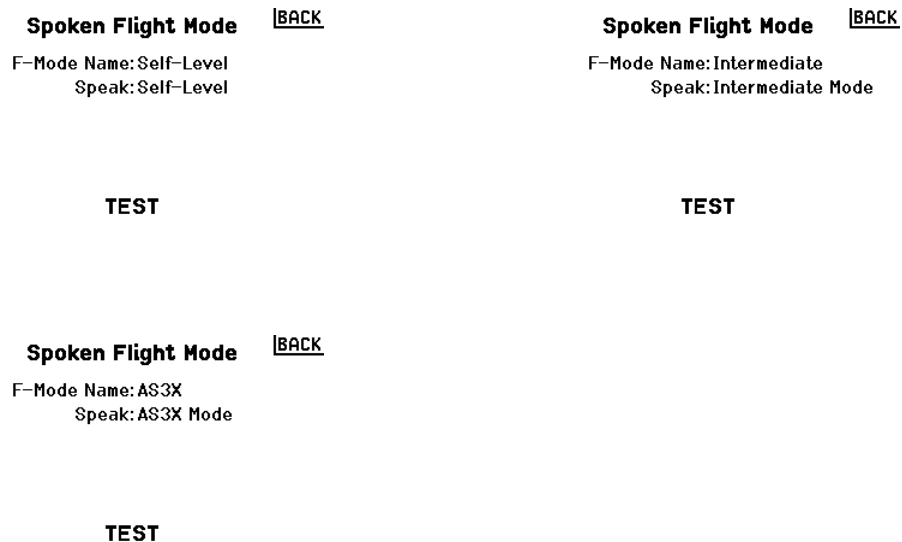 Spoken Flight Mode BACK
F-Mode Name:Self-Level
Speak:Self-Level
TEST
Spoken Flight Mode BACK
F-Mode Name:Intermediate
Speak:Intermediate Mode
TEST
Spoken Flight Mode BACK
F-Mode Name:AS3X
Speak:AS3X Mode
TEST